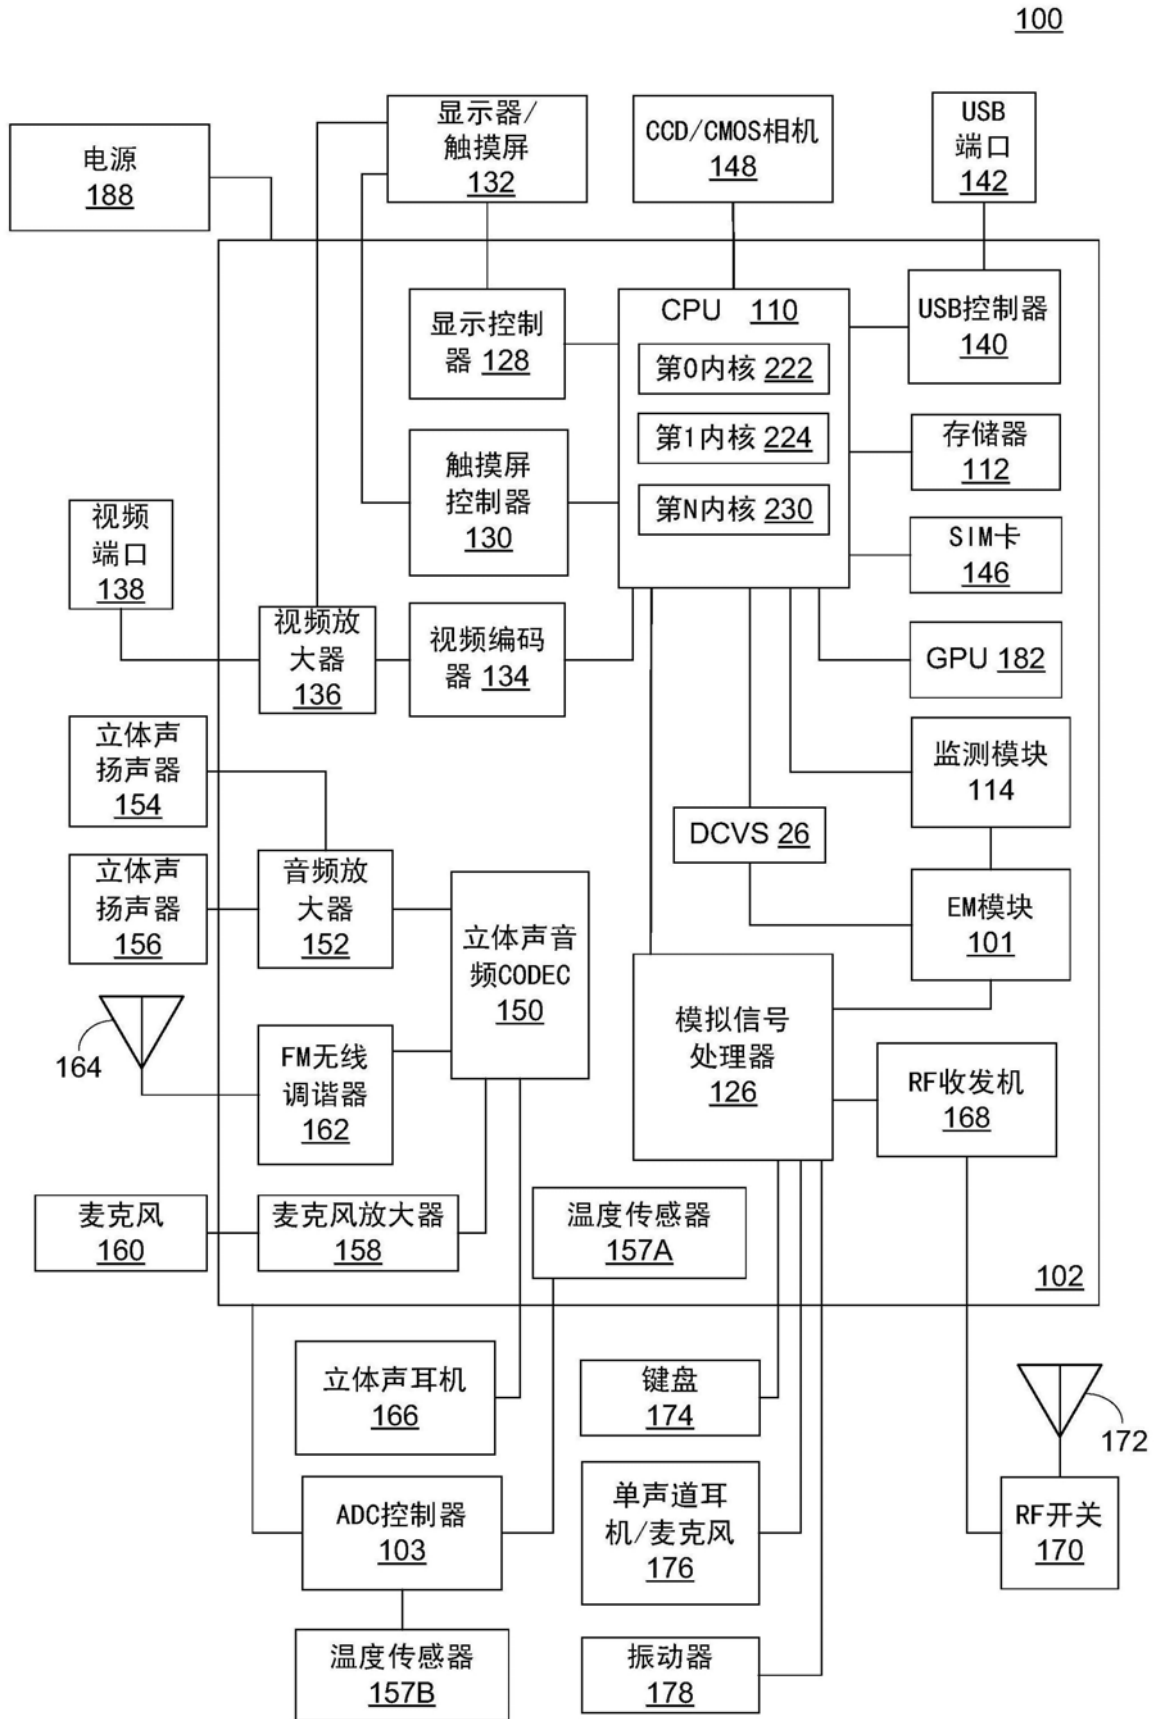 100
显示器/
触摸屏
132
CCD/CMOS相机
148
USB
端口
142
电源
188
显示控制
器 128
CPU 110
第0内核 222
第1内核 224
第N内核 230
USB控制器
140
存储器
112
触摸屏
控制器
130
SIM卡
146
视频
端口
138
视频放
大器
136
视频编码
器 134
GPU 182
立体声
扬声器
154
监测模块
114
DCVS 26
立体声
扬声器
156
音频放
大器
152
立体声音
频CODEC
150
EM模块
101
模拟信号
处理器
126
164
FM无线
调谐器
162
RF收发机
168
麦克风
160
麦克风放大器
158
温度传感器
157A
102
立体声耳机
166
键盘
174
172
ADC控制器
103
单声道耳
机/麦克风
176
RF开关
170
温度传感器
157B
振动器
178